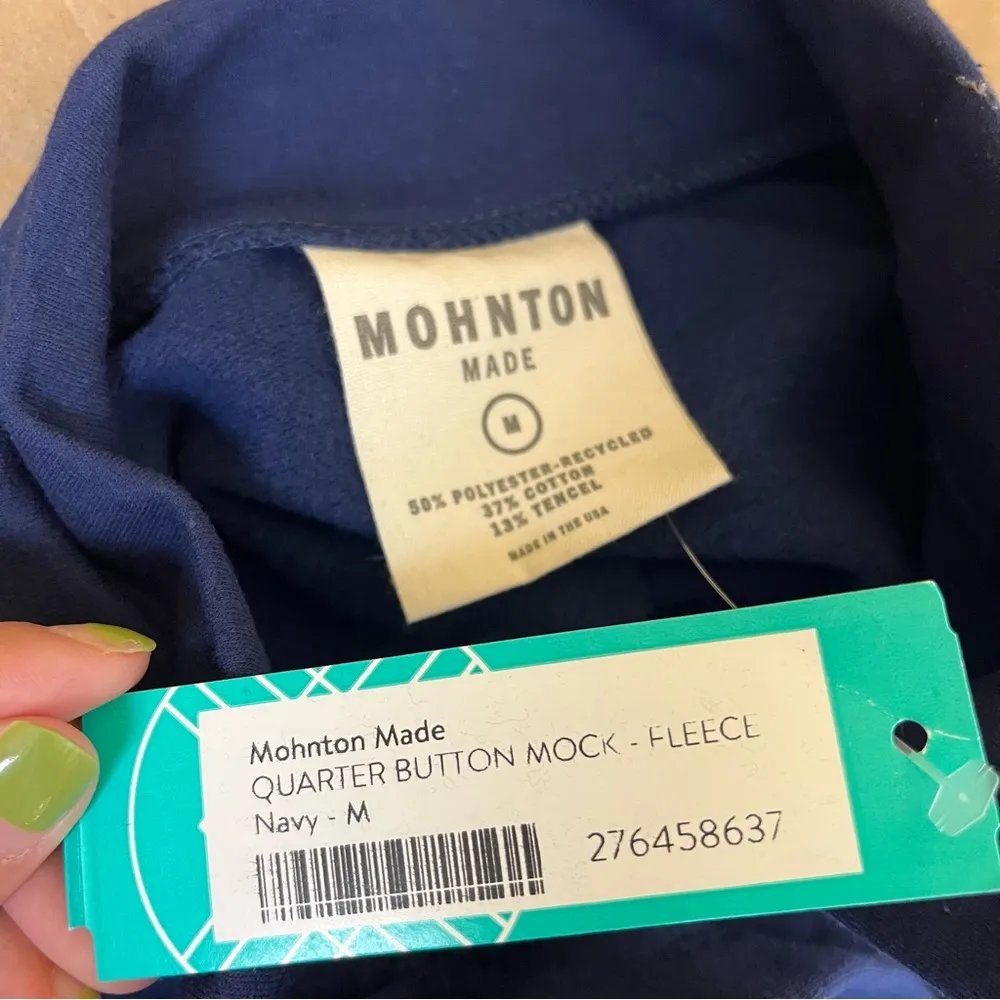 MOHNTON
MADE
M
50% POLYESTER-RECYCLED
37% COTTON
13% TENCEL
MADE IN THE USA
Mohnton Made
QUARTER BUTTON MOCK - FLEECE
Navy - M
276458637